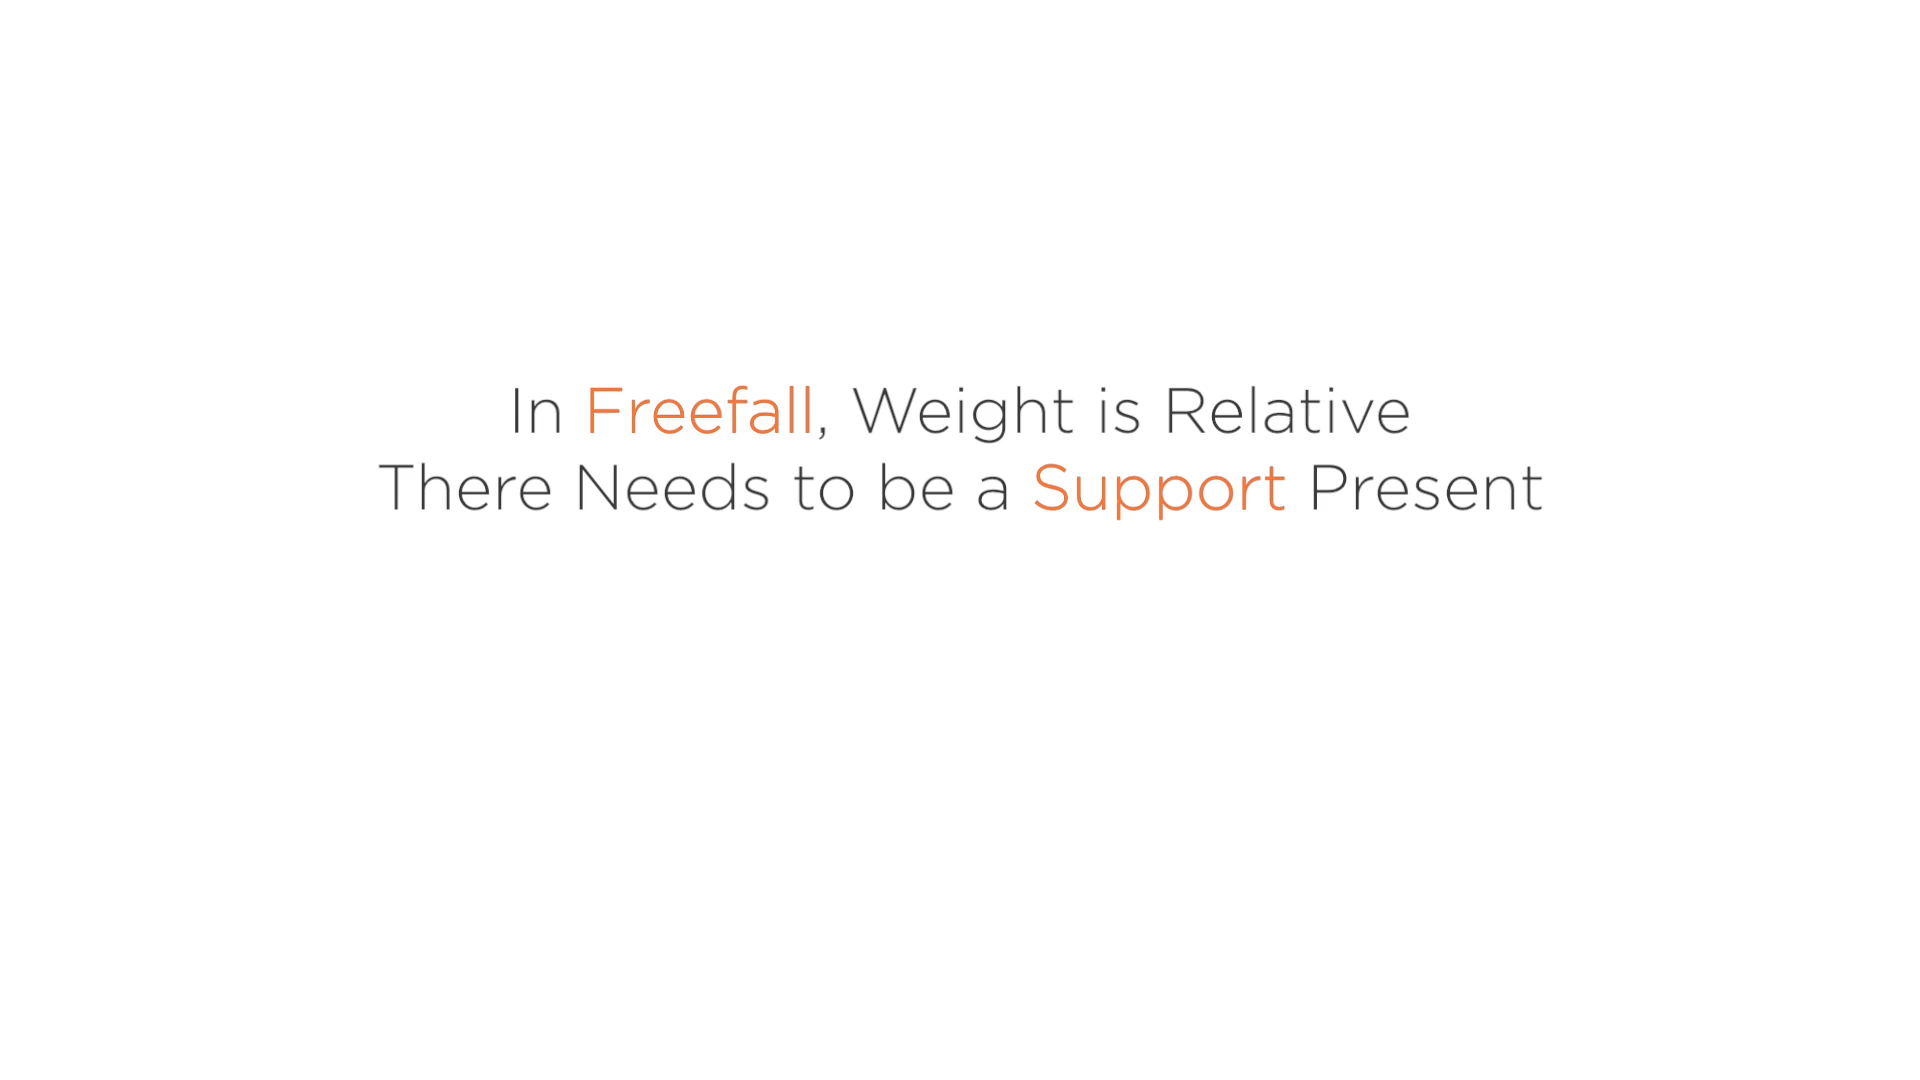 In Freefall, Weight is Relative
There Needs to be a Support Present